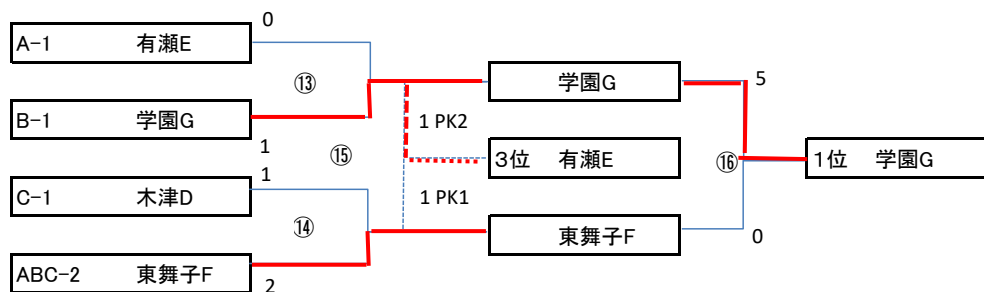 0
A-1 有瀬E
⑬
学園G
5
B-1 学園G
1 PK2
1
⑮
3位 有瀬E
⑯
1位 学園G
1
C-1 木津D
1 PK1
⑭
東舞子F
0
ABC-2 東舞子F
2